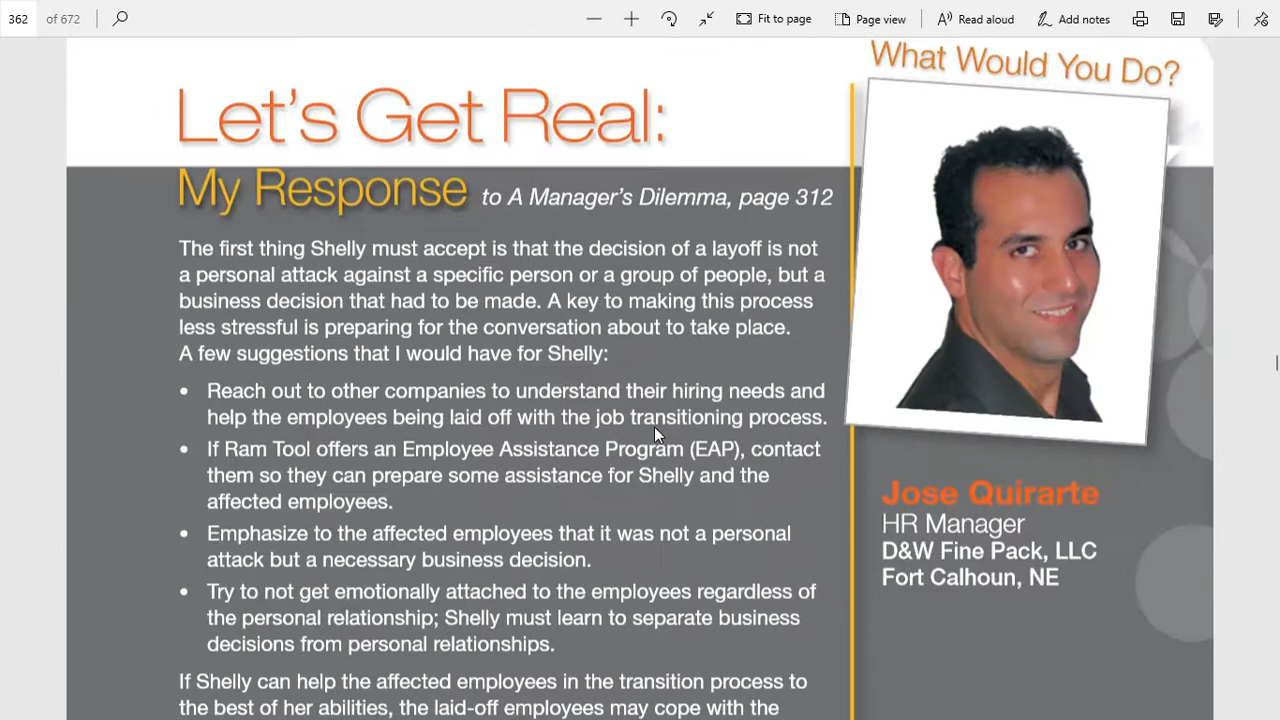 362 of 672 Fit to page Page view Read aloud Add notes
What Would You Do?
Let's Get Real:
My Response to A Manager's Dilemma, page 312
The first thing Shelly must accept is that the decision of a layoff is not
a personal attack against a specific person or a group of people, but a
business decision that had to be made. A key to making this process
less stressful is preparing for the conversation about to take place.
A few suggestions that I would have for Shelly:
• Reach out to other companies to understand their hiring needs and
help the employees being laid off with the job transitioning process.
• If Ram Tool offers an Employee Assistance Program (EAP), contact
them so they can prepare some assistance for Shelly and the
affected employees.
• Emphasize to the affected employees that it was not a personal
attack but a necessary business decision.
• Try to not get emotionally attached to the employees regardless of
the personal relationship; Shelly must learn to separate business
decisions from personal relationships.
If Shelly can help the affected employees in the transition process to
the best of her abilities, the laid-off employees may cope with the
Jose Quirarte
HR Manager
D&W Fine Pack, LLC
Fort Calhoun, NE